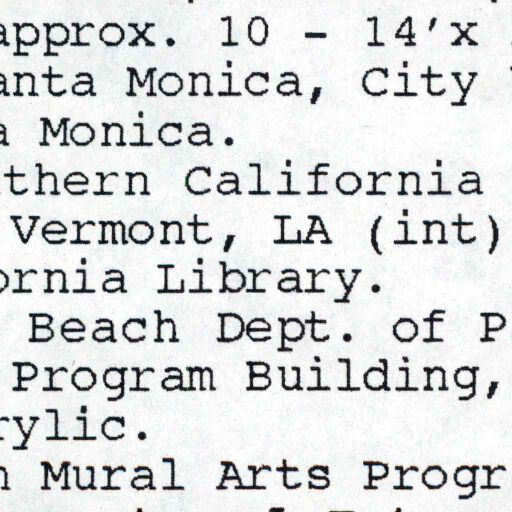 approx. 10 - 14'x
anta Monica, City
a Monica.
thern California
Vermont, LA (int)
ornia Library.
Beach Dept. of P
Program Building,
rylic.
n Mural Arts Progr